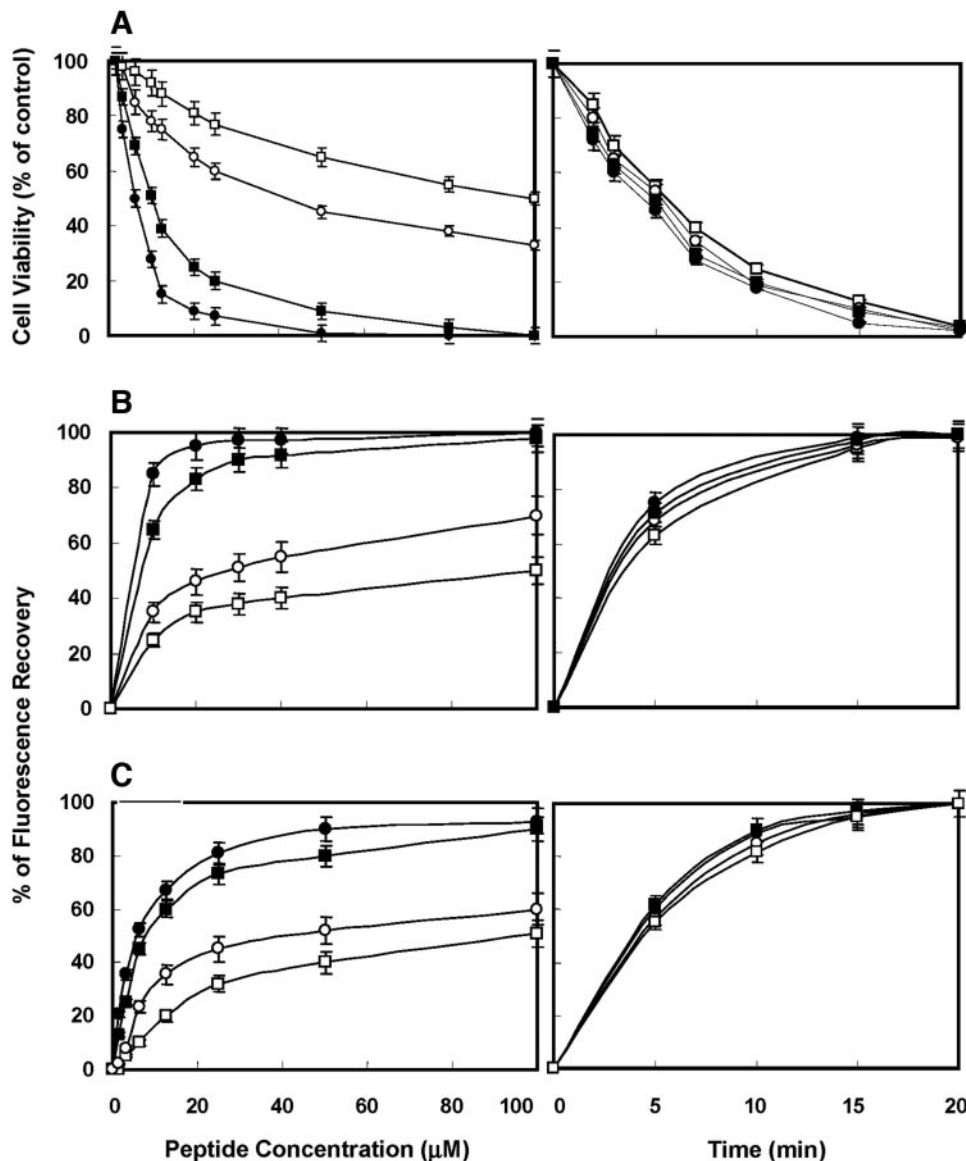 A
Cell Viability (% of control)
100
80
60
40
20
0
B
% of Fluorescence Recovery
100
80
60
40
20
0
C
100
80
60
40
20
0
0 20 40 60 80 100
0 5 10 15 20
Peptide Concentration (μM)
Time (min)